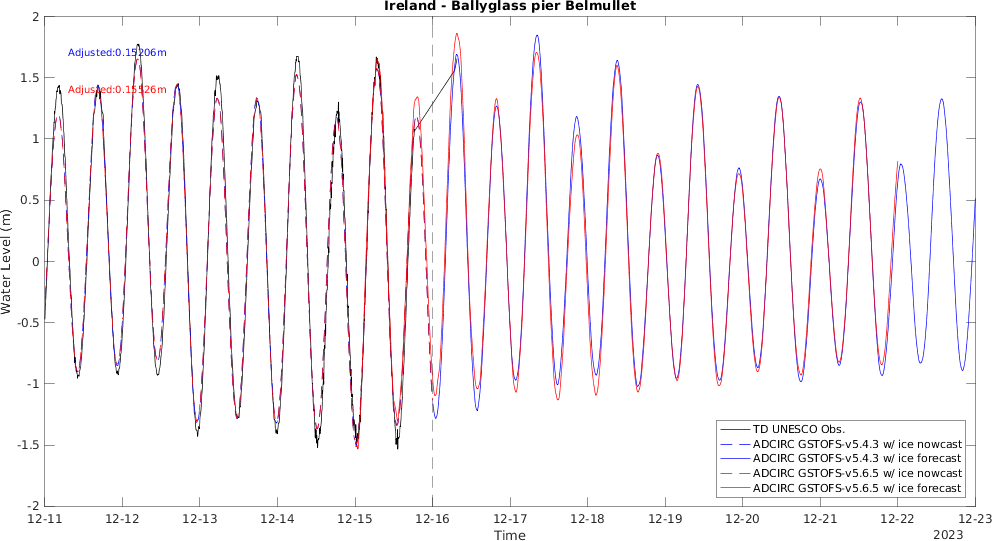 Ireland - Ballyglass pier Belmullet
Adjusted:0.15206m
Adjusted:0.15526m
Water Level (m)
2
1.5
1
0.5
0
-0.5
-1
-1.5
-2
TD UNESCO Obs.
ADCIRC GSTOFS-v5.4.3 w/ ice nowcast
ADCIRC GSTOFS-v5.4.3 w/ ice forecast
ADCIRC GSTOFS-v5.6.5 w/ ice nowcast
ADCIRC GSTOFS-v5.6.5 w/ ice forecast
12-11 12-12 12-13 12-14 12-15 12-16 12-17 12-18 12-19 12-20 12-21 12-22 12-23
Time
2023